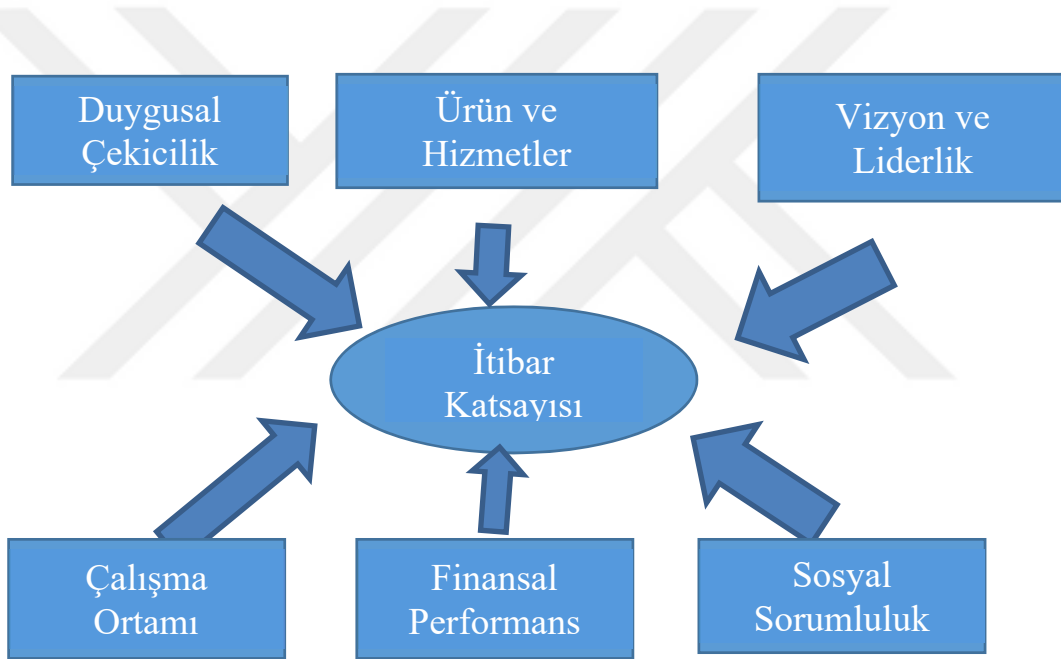 Duygusal
Çekicilik
Ürün ve
Hizmetler
Vizyon ve
Liderlik
İtibar
Katsayısı
Çalışma
Ortamı
Finansal
Performans
Sosyal
Sorumluluk